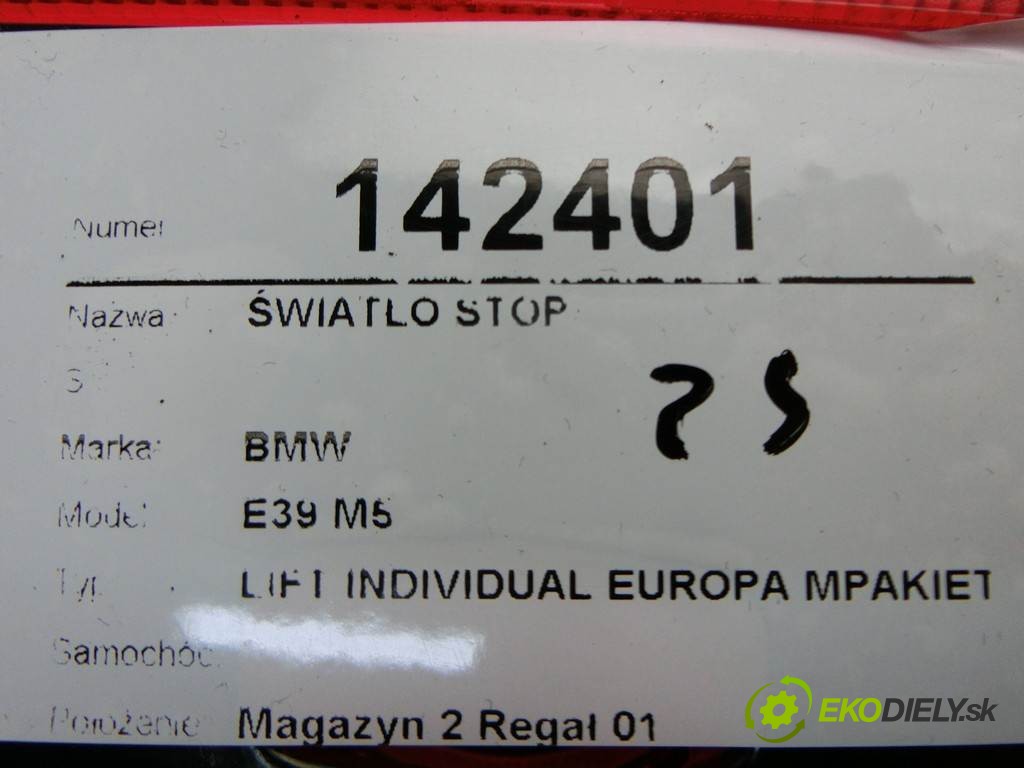 Numer 142401
Nazwa: ŚWIATŁO STOP
S
Marka: BMW
Model: E39 M5
Typ: LIFT INDIVIDUAL EUROPA MPAKIET
Samochód:
Położenie: Magazyn 2 Regał 01
EKODIELY.sk